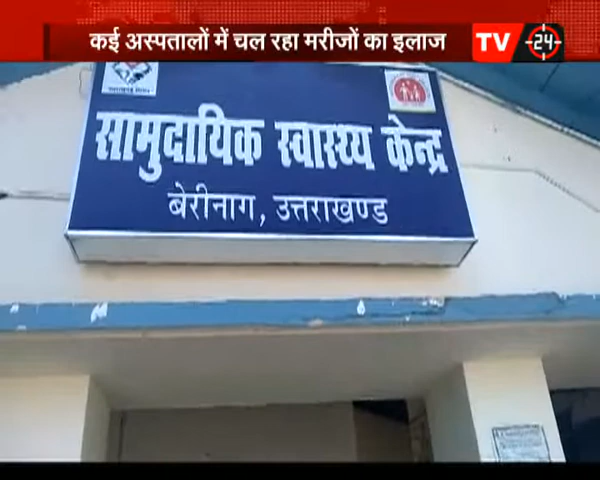 कई अस्पतालों में चल रहा मरीजों का इलाज
TV 24
सामुदायिक स्वास्थ्य केन्द्र
बेरीनाग, उत्तराखण्ड